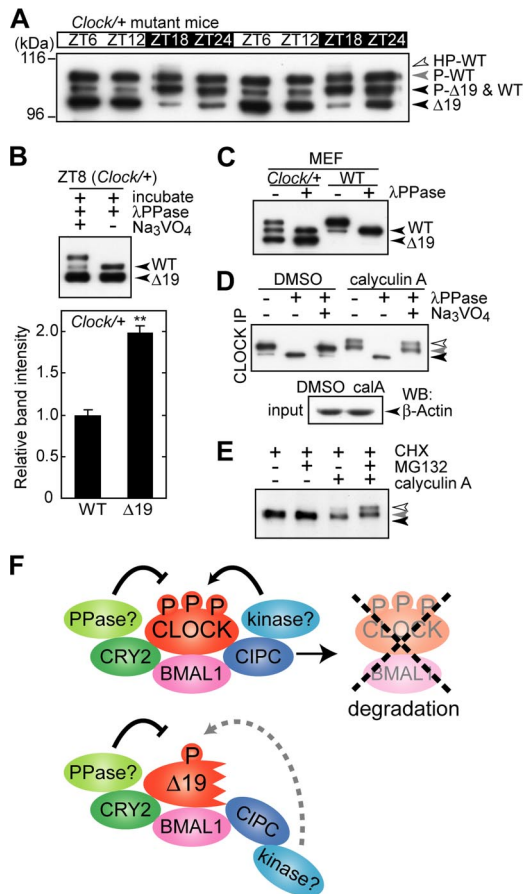 A
Clock/+ mutant mice
(kDa) ZT6 ZT12 ZT18 ZT24 ZT6 ZT12 ZT18 ZT24
116
HP-WT
P-WT
P-Δ19 & WT
Δ19
96
B
ZT8 (Clock/+)
+ + incubate
+ + λPPase
+ - Na3VO4
WT
Δ19
Clock/+
**
Relative band intensity
2.0
1.5
1.0
0.5
0
WT Δ19
C
MEF
Clock/+ WT
- + - + λPPase
WT
Δ19
D
DMSO calyculin A
- + + - + + λPPase
+ + Na3VO4
CLOCK IP
DMSO calA WB:
input β-Actin
E
+ + + + CHX
- + - + MG132
- - + + calyculin A
F
P P P
PPase? CLOCK kinase?
CRY2 BMAL1 CIPC
P P P
CLOCK
BMAL1
degradation
P
PPase? Δ19
CRY2 BMAL1 CIPC
kinase?